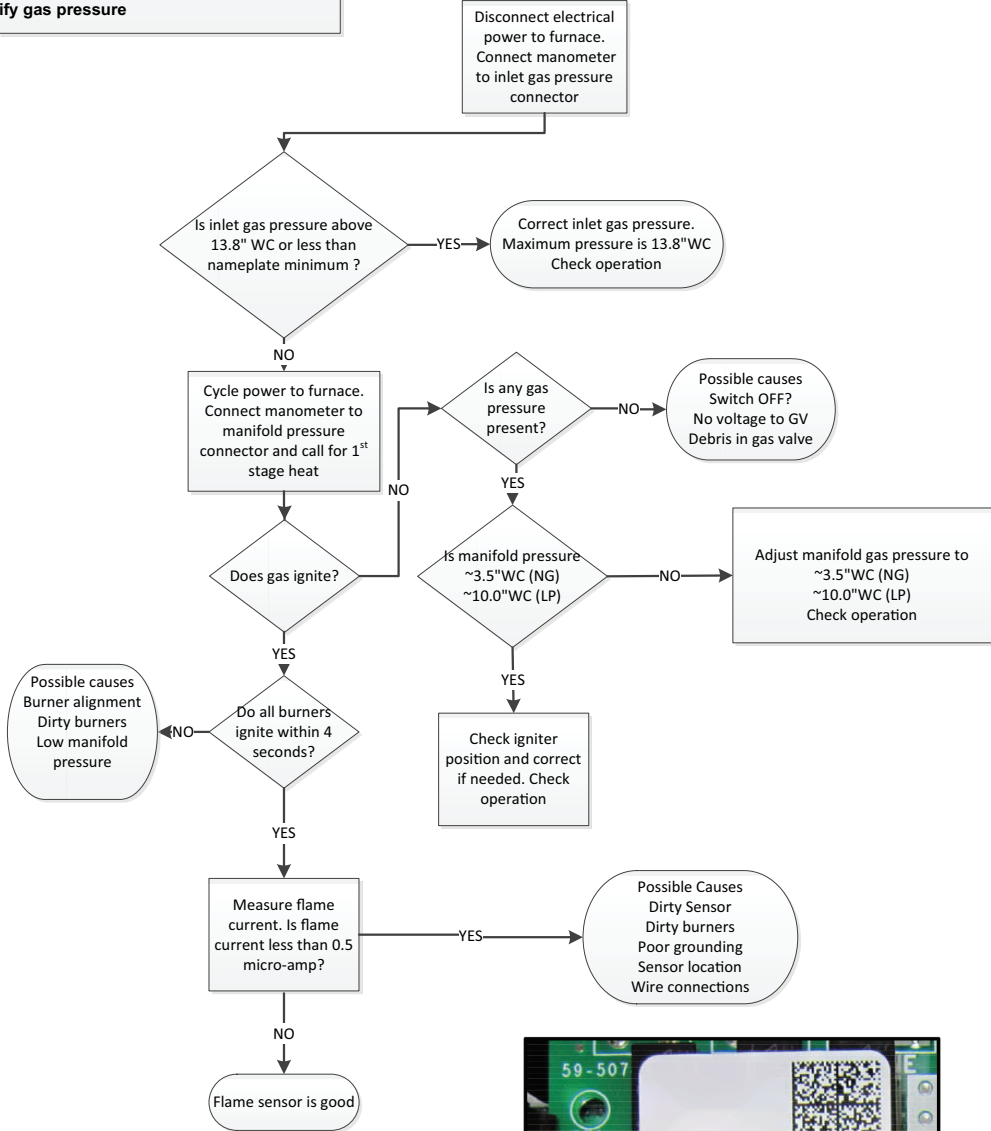 ify gas pressure
Disconnect electrical
power to furnace.
Connect manometer
to inlet gas pressure
connector
Is inlet gas pressure above
13.8" WC or less than
nameplate minimum ?
YES
Correct inlet gas pressure.
Maximum pressure is 13.8"WC
Check operation
NO
Cycle power to furnace.
Connect manometer to
manifold pressure
connector and call for 1st
stage heat
Does gas ignite?
NO
Is any gas
pressure
present?
NO
Possible causes
Switch OFF?
No voltage to GV
Debris in gas valve
YES
Is manifold pressure
~3.5"WC (NG)
~10.0"WC (LP)
NO
Adjust manifold gas pressure to
~3.5"WC (NG)
~10.0"WC (LP)
Check operation
YES
Check igniter
position and correct
if needed. Check
operation
YES
Do all burners
ignite within 4
seconds?
NO
Possible causes
Burner alignment
Dirty burners
Low manifold
pressure
YES
Measure flame
current. Is flame
current less than 0.5
micro-amp?
YES
Possible Causes
Dirty Sensor
Dirty burners
Poor grounding
Sensor location
Wire connections
NO
Flame sensor is good
59-507
E